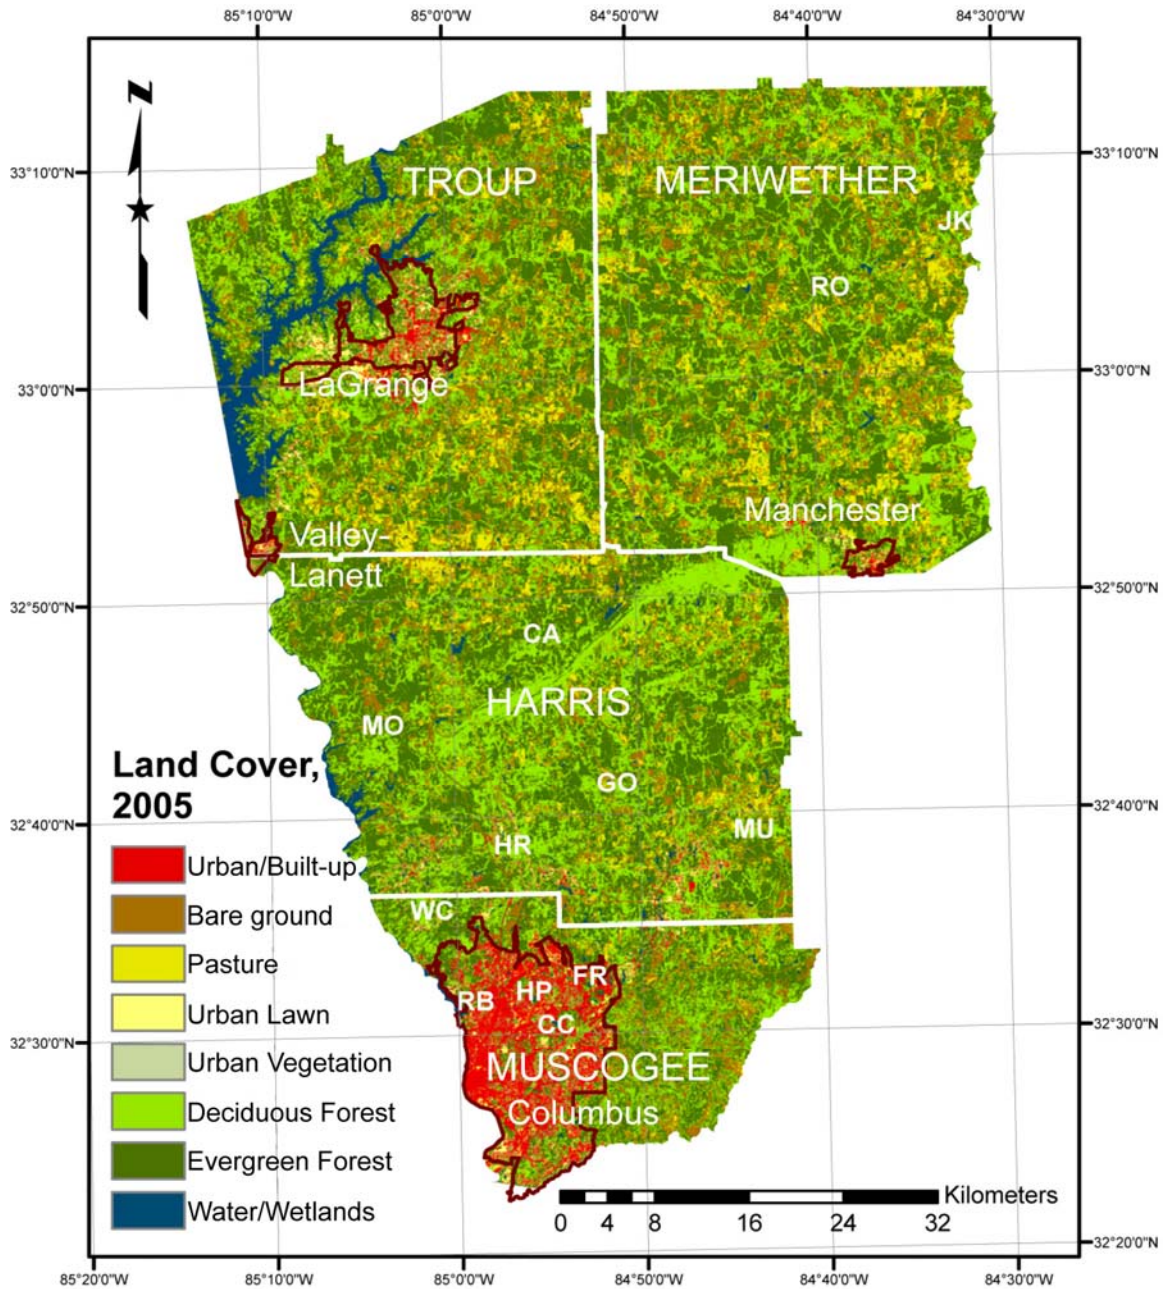 85°10'0"W 85°0'0"W 84°50'0"W 84°40'0"W 84°30'0"W
N
33°10'0"N
33°10'0"N
TROUP
MERIWETHER
JK
RO
33°0'0"N
33°0'0"N
LaGrange
Manchester
Valley-
Lanett
32°50'0"N
32°50'0"N
CA
HARRIS
MO
GO
MU
HR
32°40'0"N
32°40'0"N
WC
FR
HP
RB
CC
32°30'0"N
32°30'0"N
MUSCOGEE
Columbus
Land Cover,
2005
Urban/Built-up
Bare ground
Pasture
Urban Lawn
Urban Vegetation
Deciduous Forest
Evergreen Forest
Water/Wetlands
Kilometers
0 4 8 16 24 32
32°20'0"N
85°20'0"W 85°10'0"W 85°0'0"W 84°50'0"W 84°40'0"W 84°30'0"W